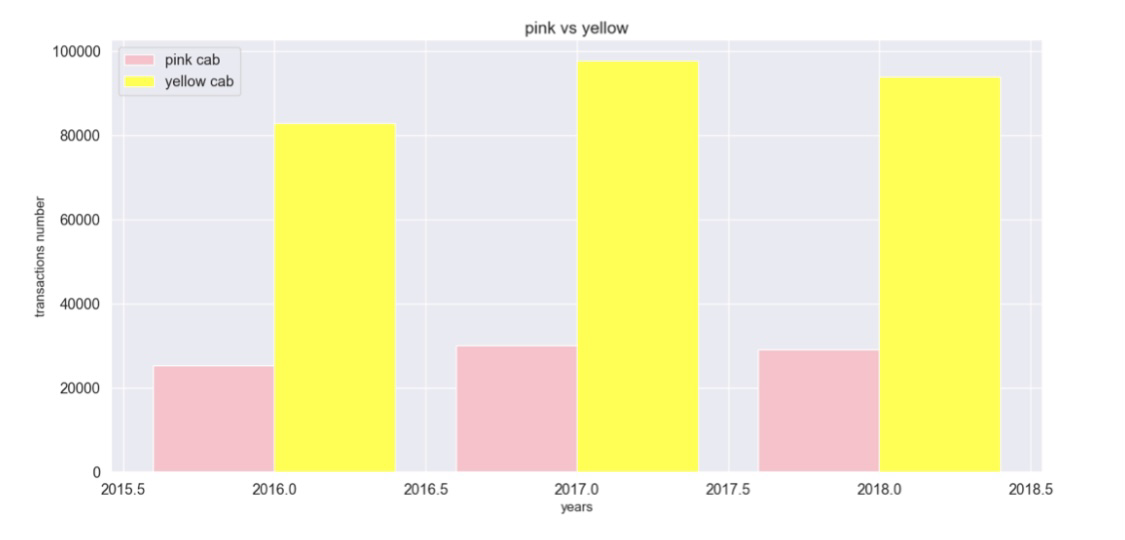 pink vs yellow
100000
80000
60000
40000
20000
0
transactions number
pink cab
yellow cab
2015.5 2016.0 2016.5 2017.0 2017.5 2018.0 2018.5
years